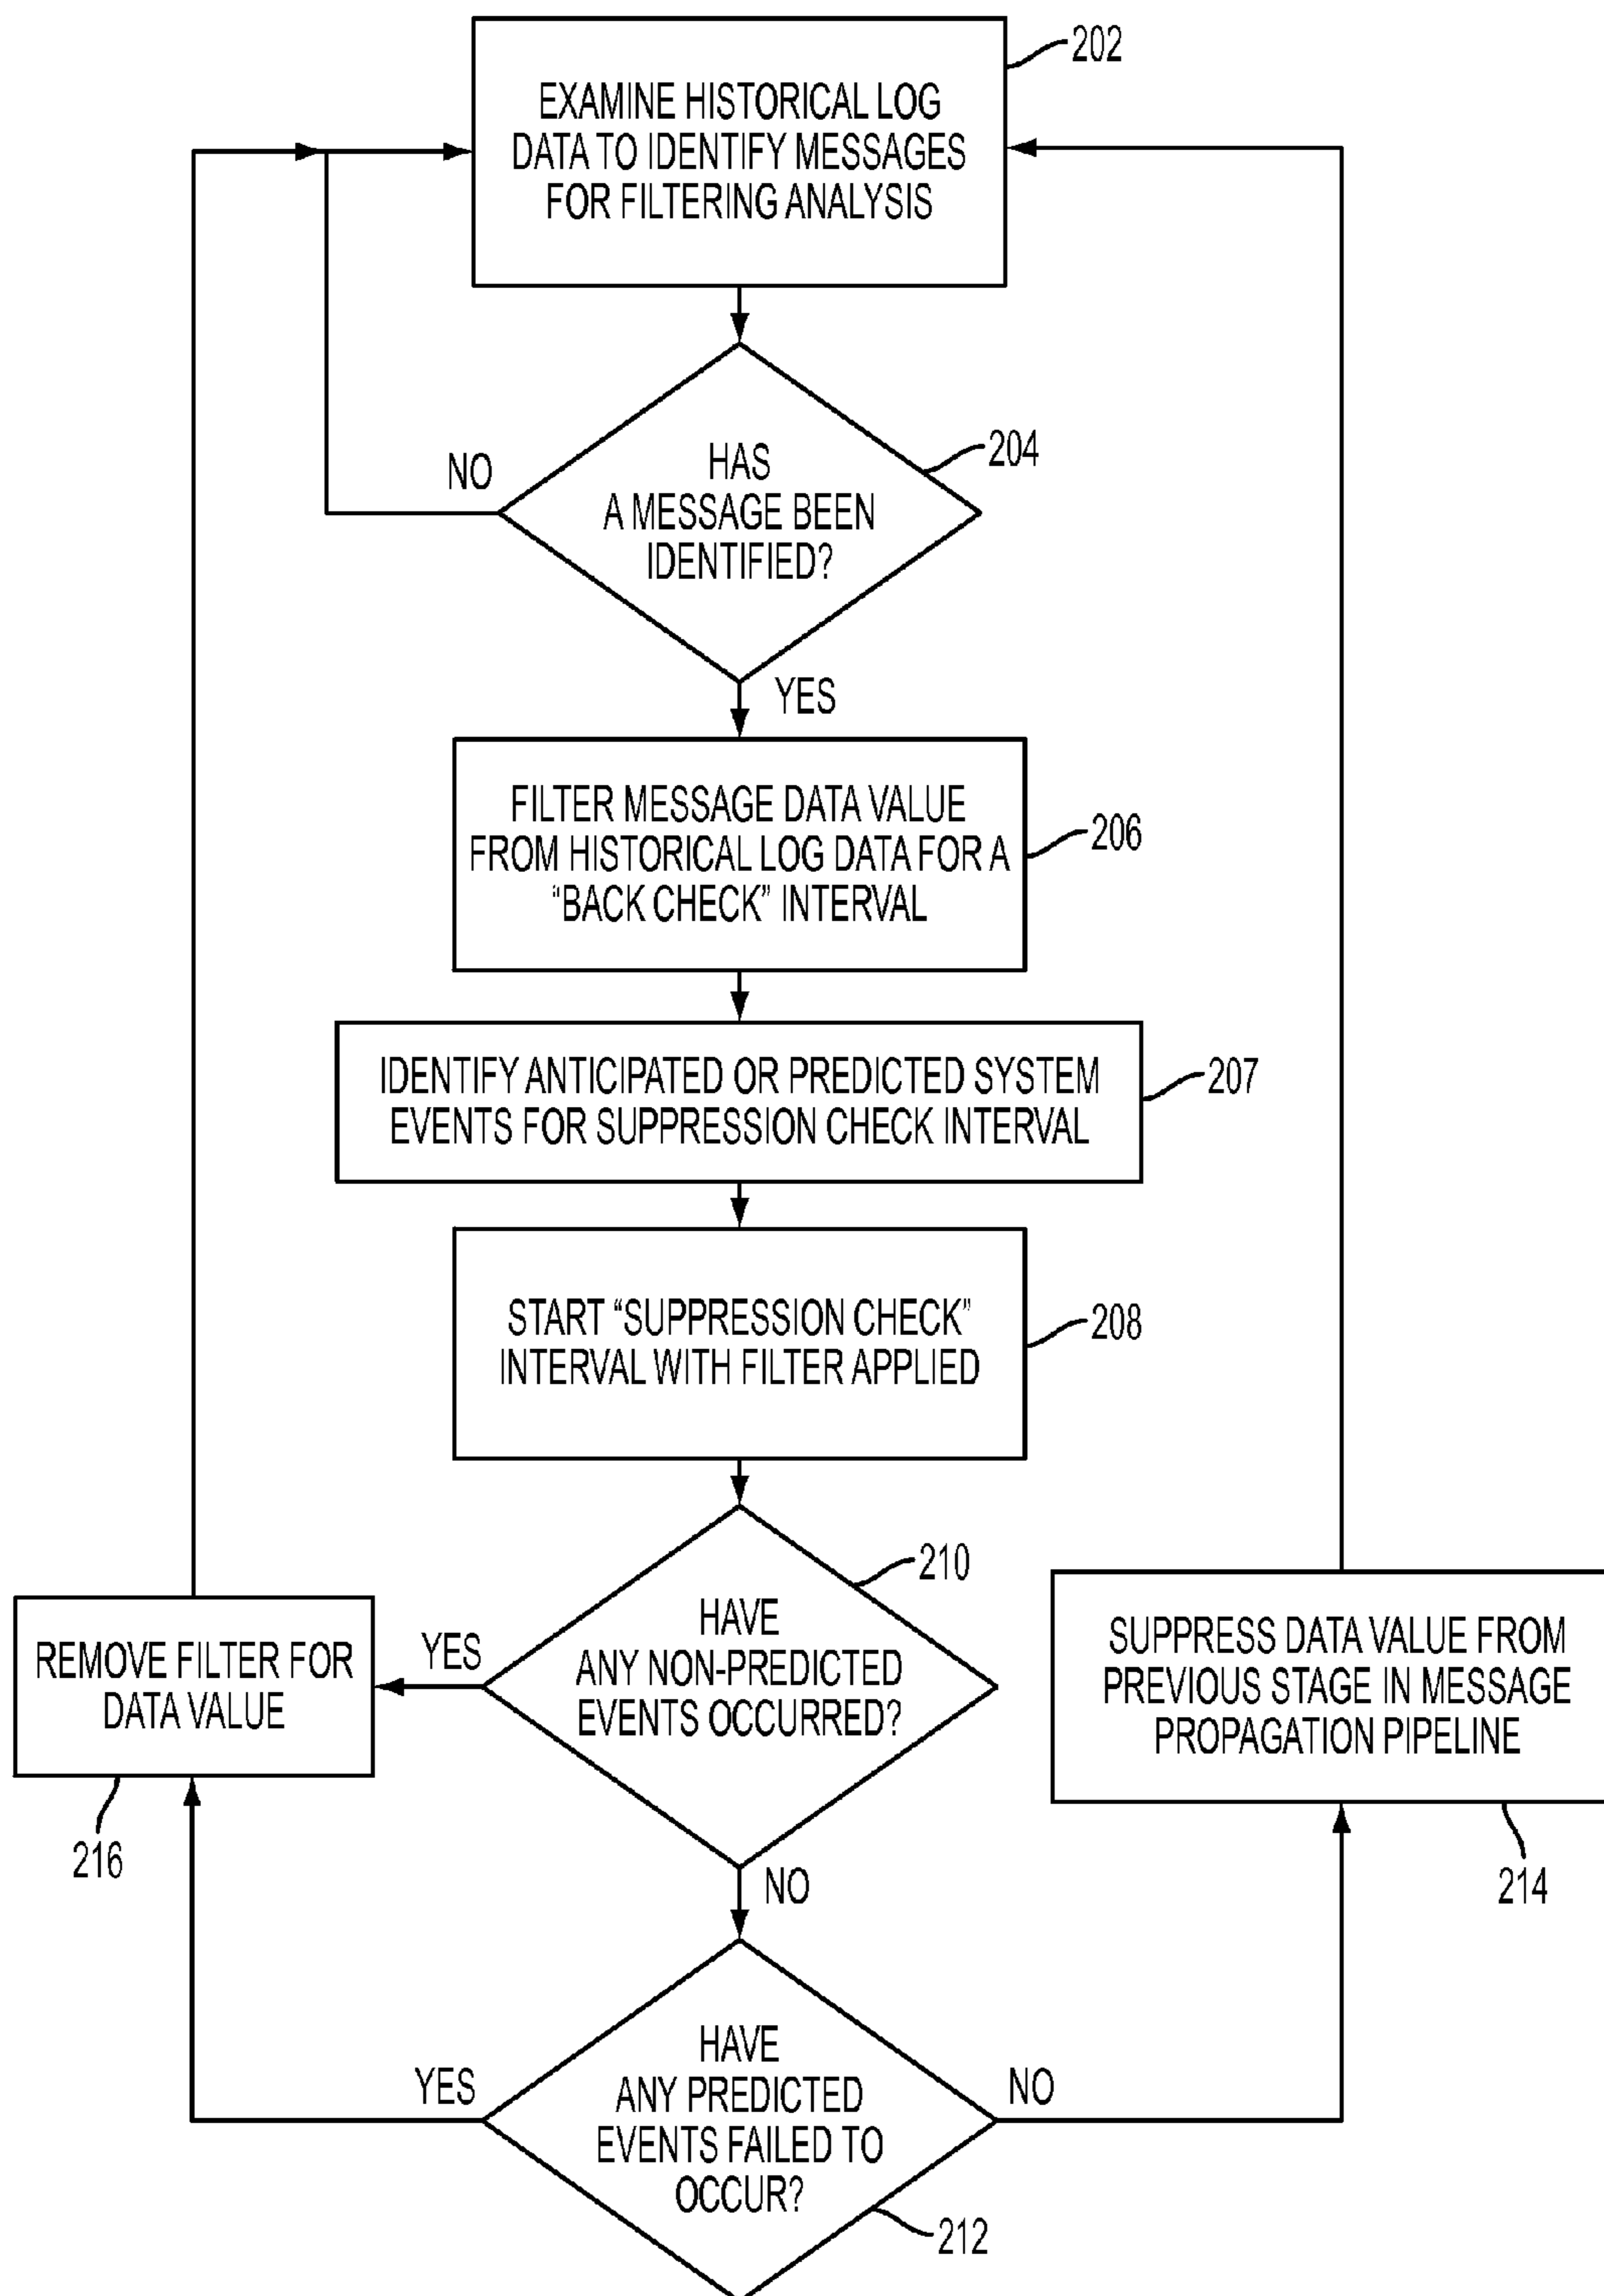 202
EXAMINE HISTORICAL LOG
DATA TO IDENTIFY MESSAGES
FOR FILTERING ANALYSIS
204
NO
HAS
A MESSAGE BEEN
IDENTIFIED?
YES
FILTER MESSAGE DATA VALUE
FROM HISTORICAL LOG DATA FOR A
“BACK CHECK” INTERVAL
206
IDENTIFY ANTICIPATED OR PREDICTED SYSTEM
EVENTS FOR SUPPRESSION CHECK INTERVAL
207
START “SUPPRESSION CHECK”
INTERVAL WITH FILTER APPLIED
208
210
HAVE
ANY NON-PREDICTED
EVENTS OCCURRED?
YES
REMOVE FILTER FOR
DATA VALUE
216
SUPPRESS DATA VALUE FROM
PREVIOUS STAGE IN MESSAGE
PROPAGATION PIPELINE
214
NO
HAVE
ANY PREDICTED
EVENTS FAILED TO
OCCUR?
YES
NO
212